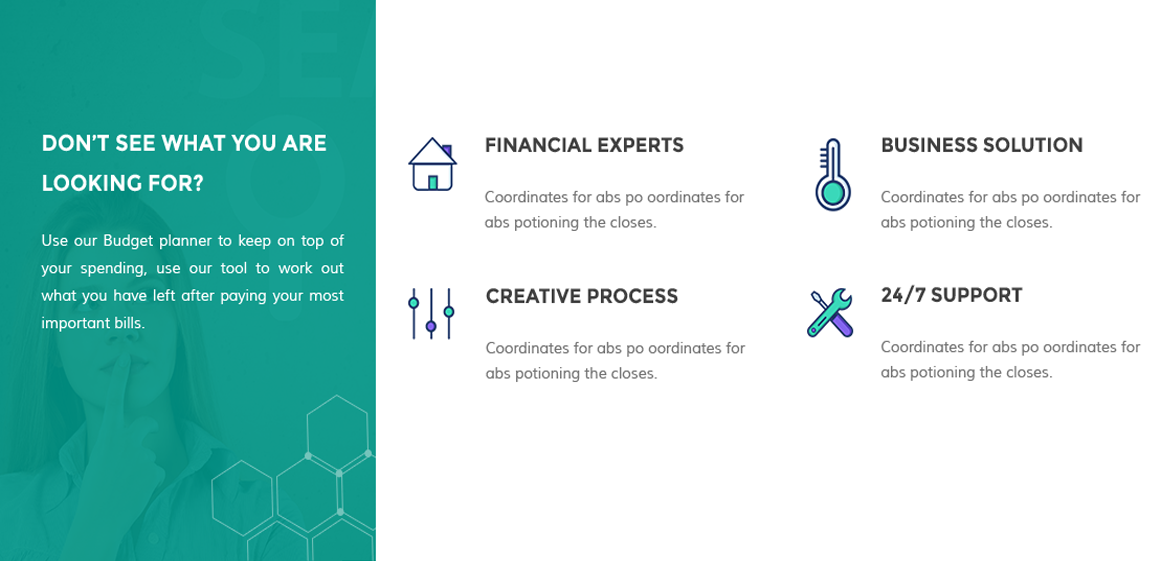 DON'T SEE WHAT YOU ARE
LOOKING FOR?
Use our Budget planner to keep on top of
your spending, use our tool to work out
what you have left after paying your most
important bills.
FINANCIAL EXPERTS
Coordinates for abs po oordinates for
abs potioning the closes.
BUSINESS SOLUTION
Coordinates for abs po oordinates for
abs potioning the closes.
CREATIVE PROCESS
Coordinates for abs po oordinates for
abs potioning the closes.
24/7 SUPPORT
Coordinates for abs po oordinates for
abs potioning the closes.